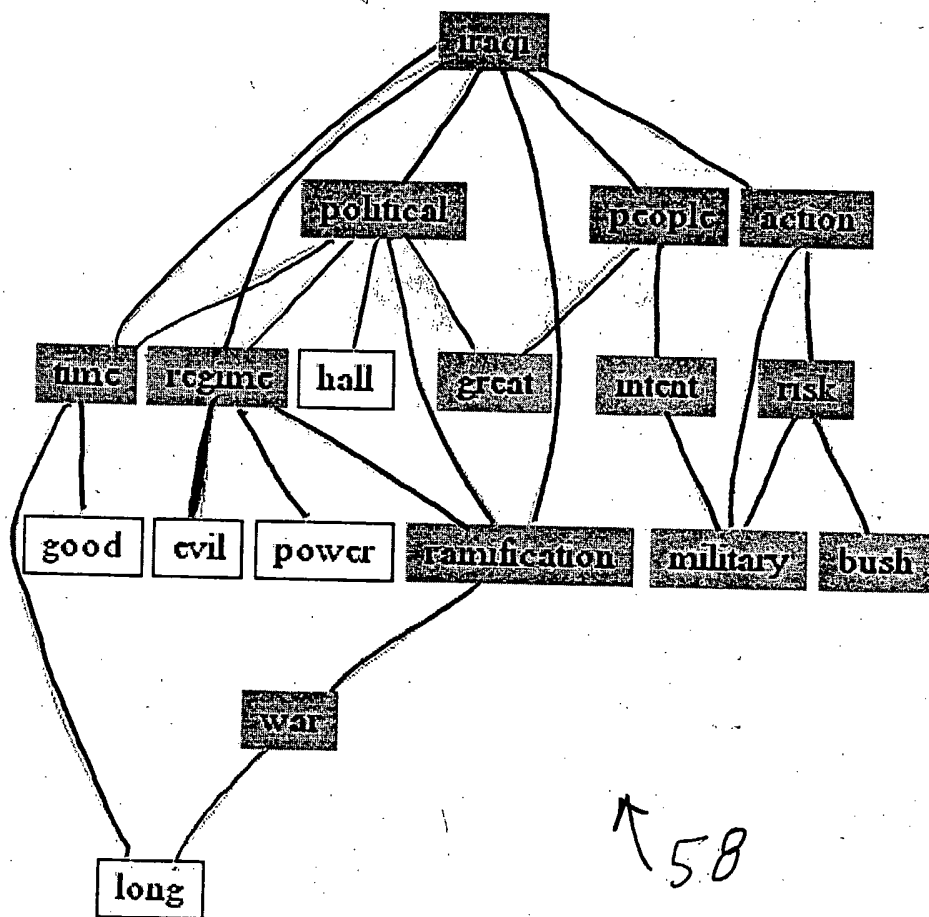 iraqi
political people action
time regime hall great intent risk
good evil power ramification military bush
war
long
58